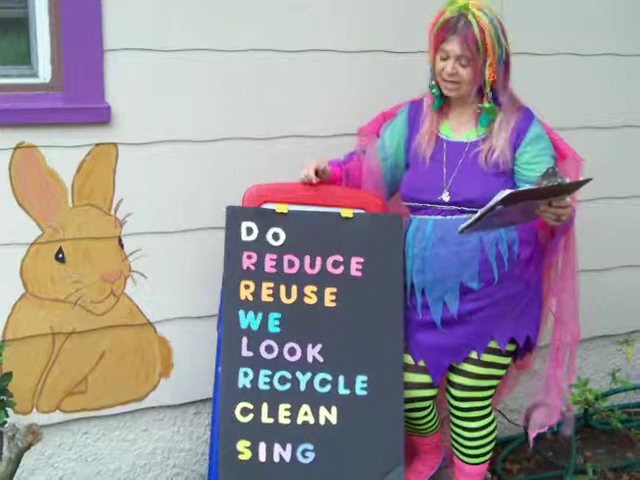 DO
REDUCE
REUSE
WE
LOOK
RECYCLE
CLEAN
SING